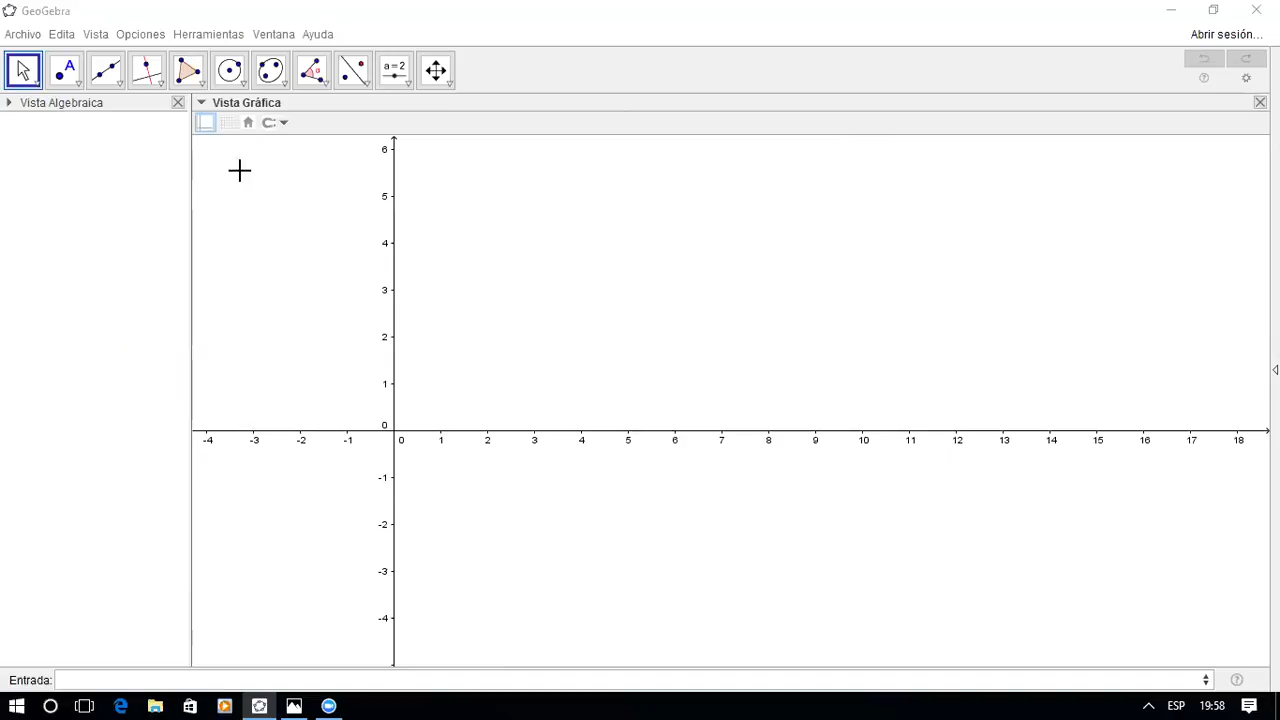 GeoGebra
Archivo Edita Vista Opciones Herramientas Ventana Ayuda
Abrir sesión...
A
α
a = 2
Vista Algebraica
Vista Gráfica
6
5
4
3
2
1
0
-4 -3 -2 -1 0 1 2 3 4 5 6 7 8 9 10 11 12 13 14 15 16 17 18
-1
-2
-3
-4
Entrada:
ESP 19:58